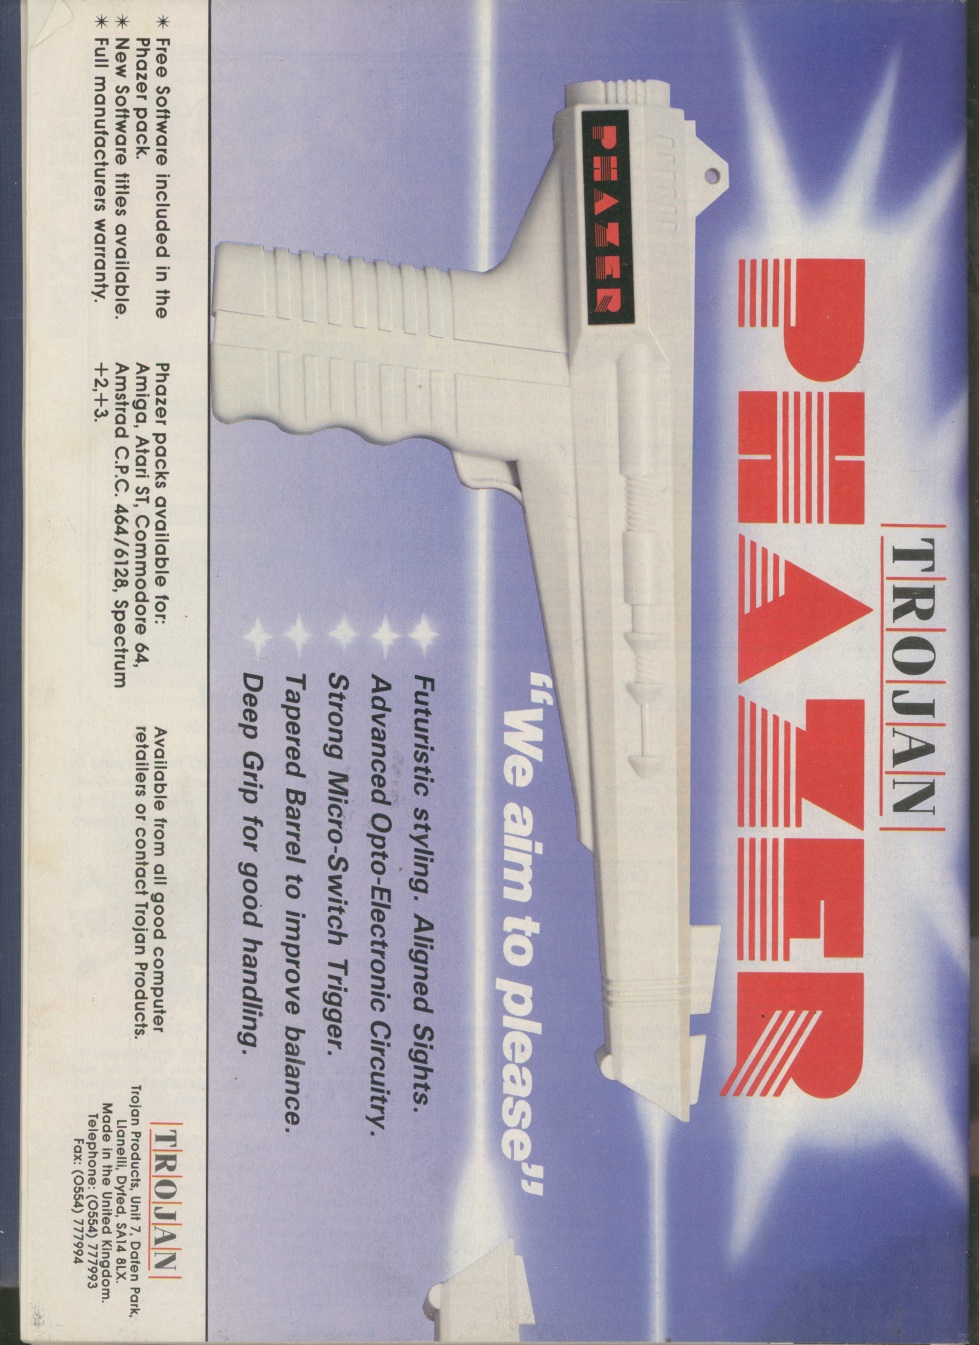 TROJAN
PHAZER
PHAZER
“We aim to please”
Futuristic styling. Aligned Sights.
Advanced Opto-Electronic Circuitry.
Strong Micro-Switch Trigger.
Tapered Barrel to improve balance.
Deep Grip for good handling.
* Free Software included in the
Phazer pack.
* New Software titles available.
* Full manufacturers warranty.
Phazer packs available for:
Amiga, Atari ST, Commodore 64,
Amstrad C.P.C. 464/6128, Spectrum
+2,+3.
Available from all good computer
retailers or contact Trojan Products.
TROJAN
Trojan Products, Unit 7, Dafen Park,
Llanelli, Dyfed, SA14 8LX.
Made in the United Kingdom.
Telephone: (0554) 777993
Fax: (0554) 777994